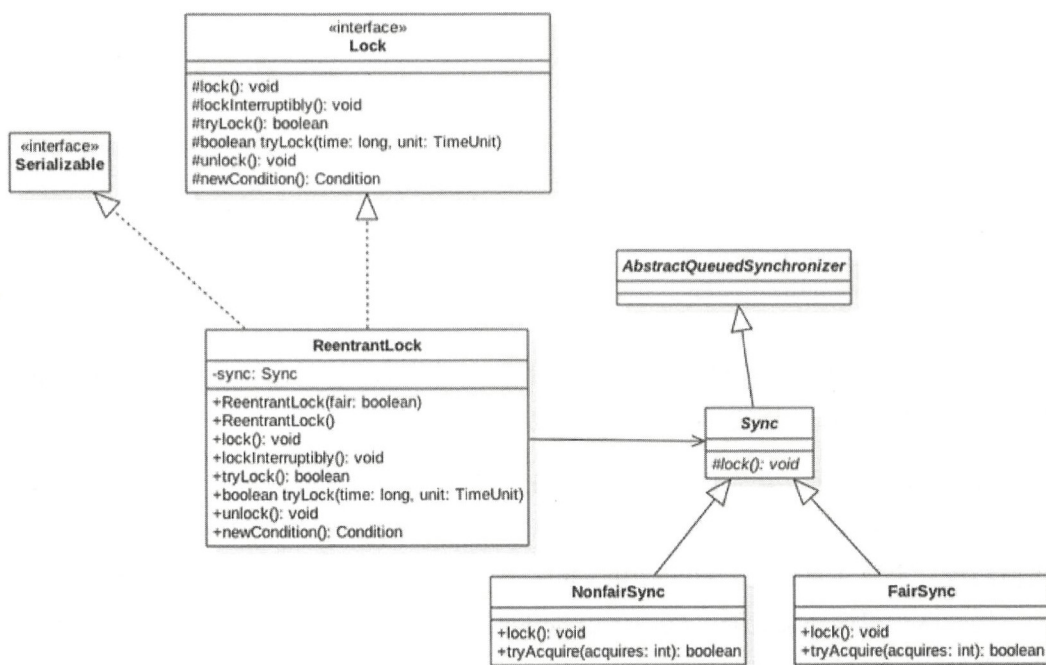 «interface»
Lock
#lock(): void
#lockInterruptibly(): void
#tryLock(): boolean
#boolean tryLock(time: long, unit: TimeUnit)
#unlock(): void
#newCondition(): Condition
«interface»
Serializable
AbstractQueuedSynchronizer
ReentrantLock
-sync: Sync
+ReentrantLock(fair: boolean)
+ReentrantLock()
+lock(): void
+lockInterruptibly(): void
+tryLock(): boolean
+boolean tryLock(time: long, unit: TimeUnit)
+unlock(): void
+newCondition(): Condition
Sync
#lock(): void
NonfairSync
+lock(): void
+tryAcquire(acquires: int): boolean
FairSync
+lock(): void
+tryAcquire(acquires: int): boolean